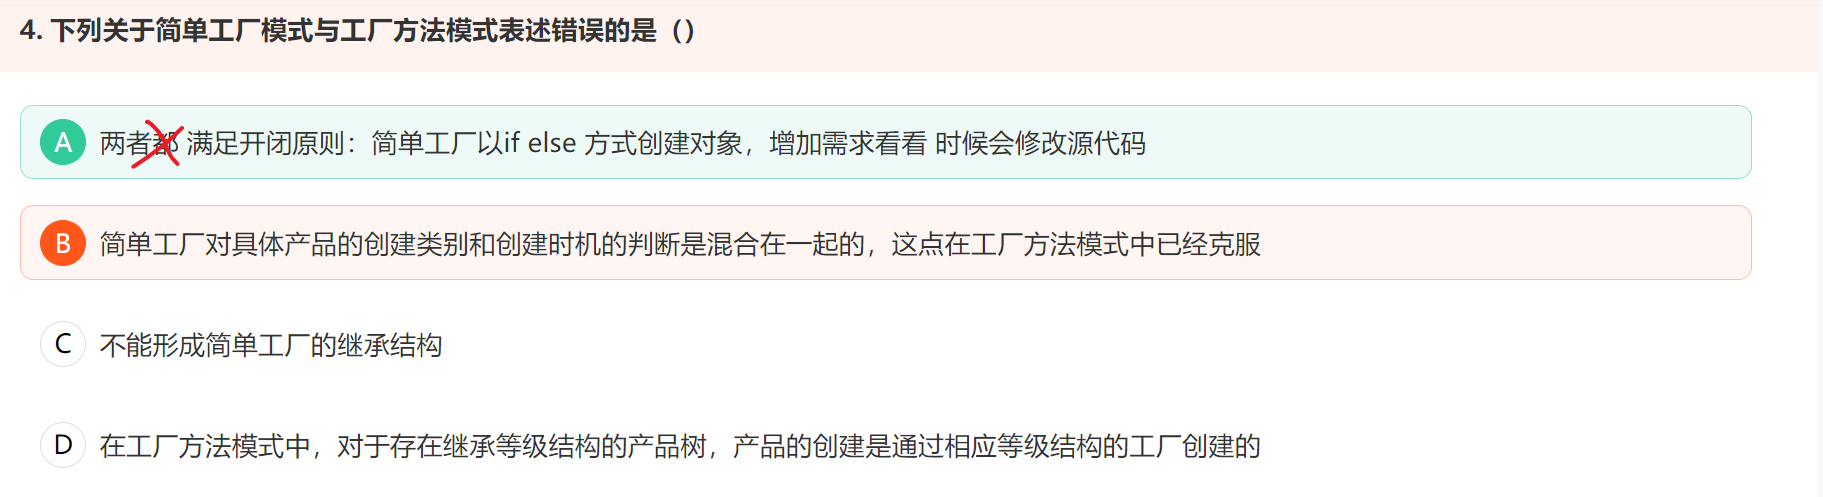 4. 下列关于简单工厂模式与工厂方法模式表述错误的是（）
A 两者都 满足开闭原则：简单工厂以if else 方式创建对象，增加需求看看 时候会修改源代码
B 简单工厂对具体产品的创建类别和创建时机的判断是混合在一起的，这点在工厂方法模式中已经克服
C 不能形成简单工厂的继承结构
D 在工厂方法模式中，对于存在继承等级结构的产品树，产品的创建是通过相应等级结构的工厂创建的